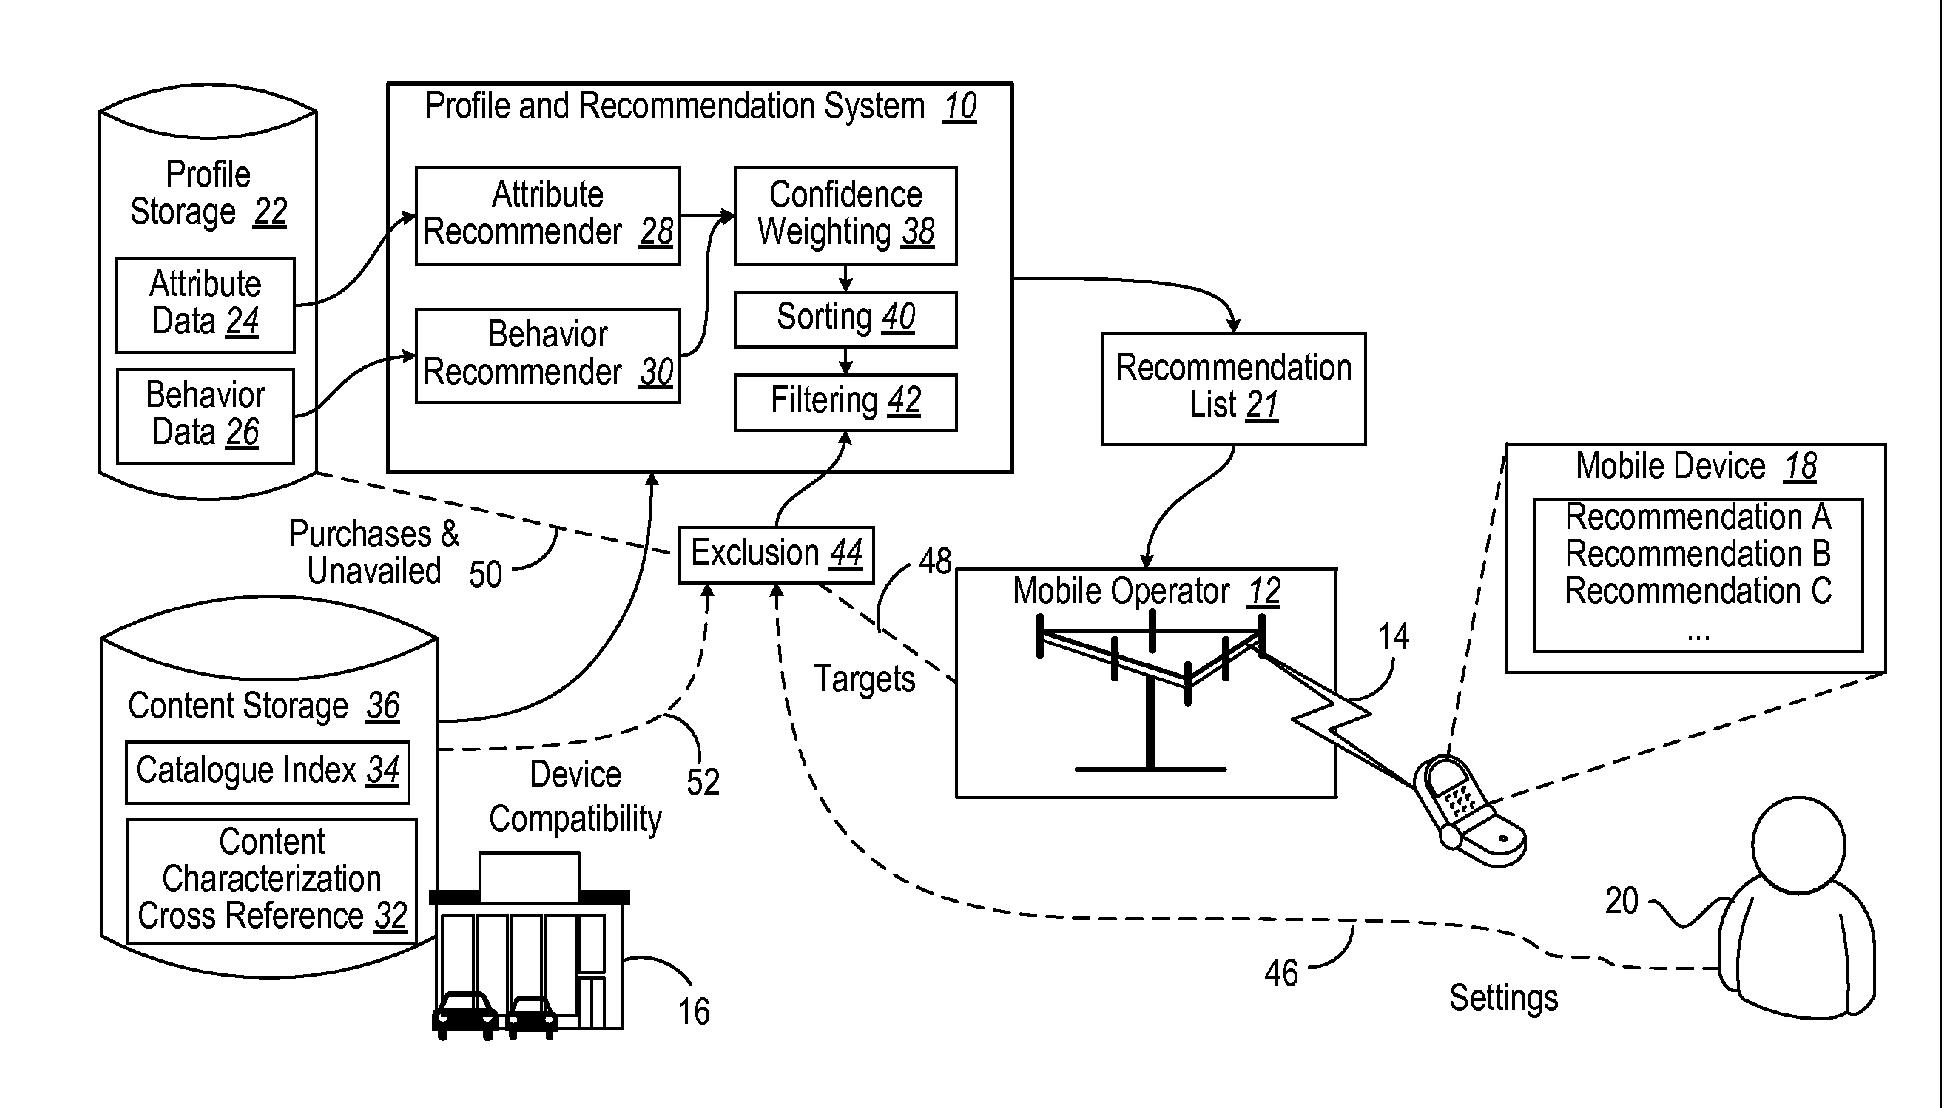 Profile and Recommendation System 10
Profile
Storage 22
Attribute
Data 24
Behavior
Data 26
Attribute
Recommender 28
Behavior
Recommender 30
Confidence
Weighting 38
Sorting 40
Filtering 42
Recommendation
List 21
Mobile Device 18
Recommendation A
Recommendation B
Recommendation C
...
Purchases &
Unavailed 50
Exclusion 44
48
Mobile Operator 12
Targets
14
Content Storage 36
Catalogue Index 34
Content
Characterization
Cross Reference 32
Device
Compatibility
52
16
20
46
Settings